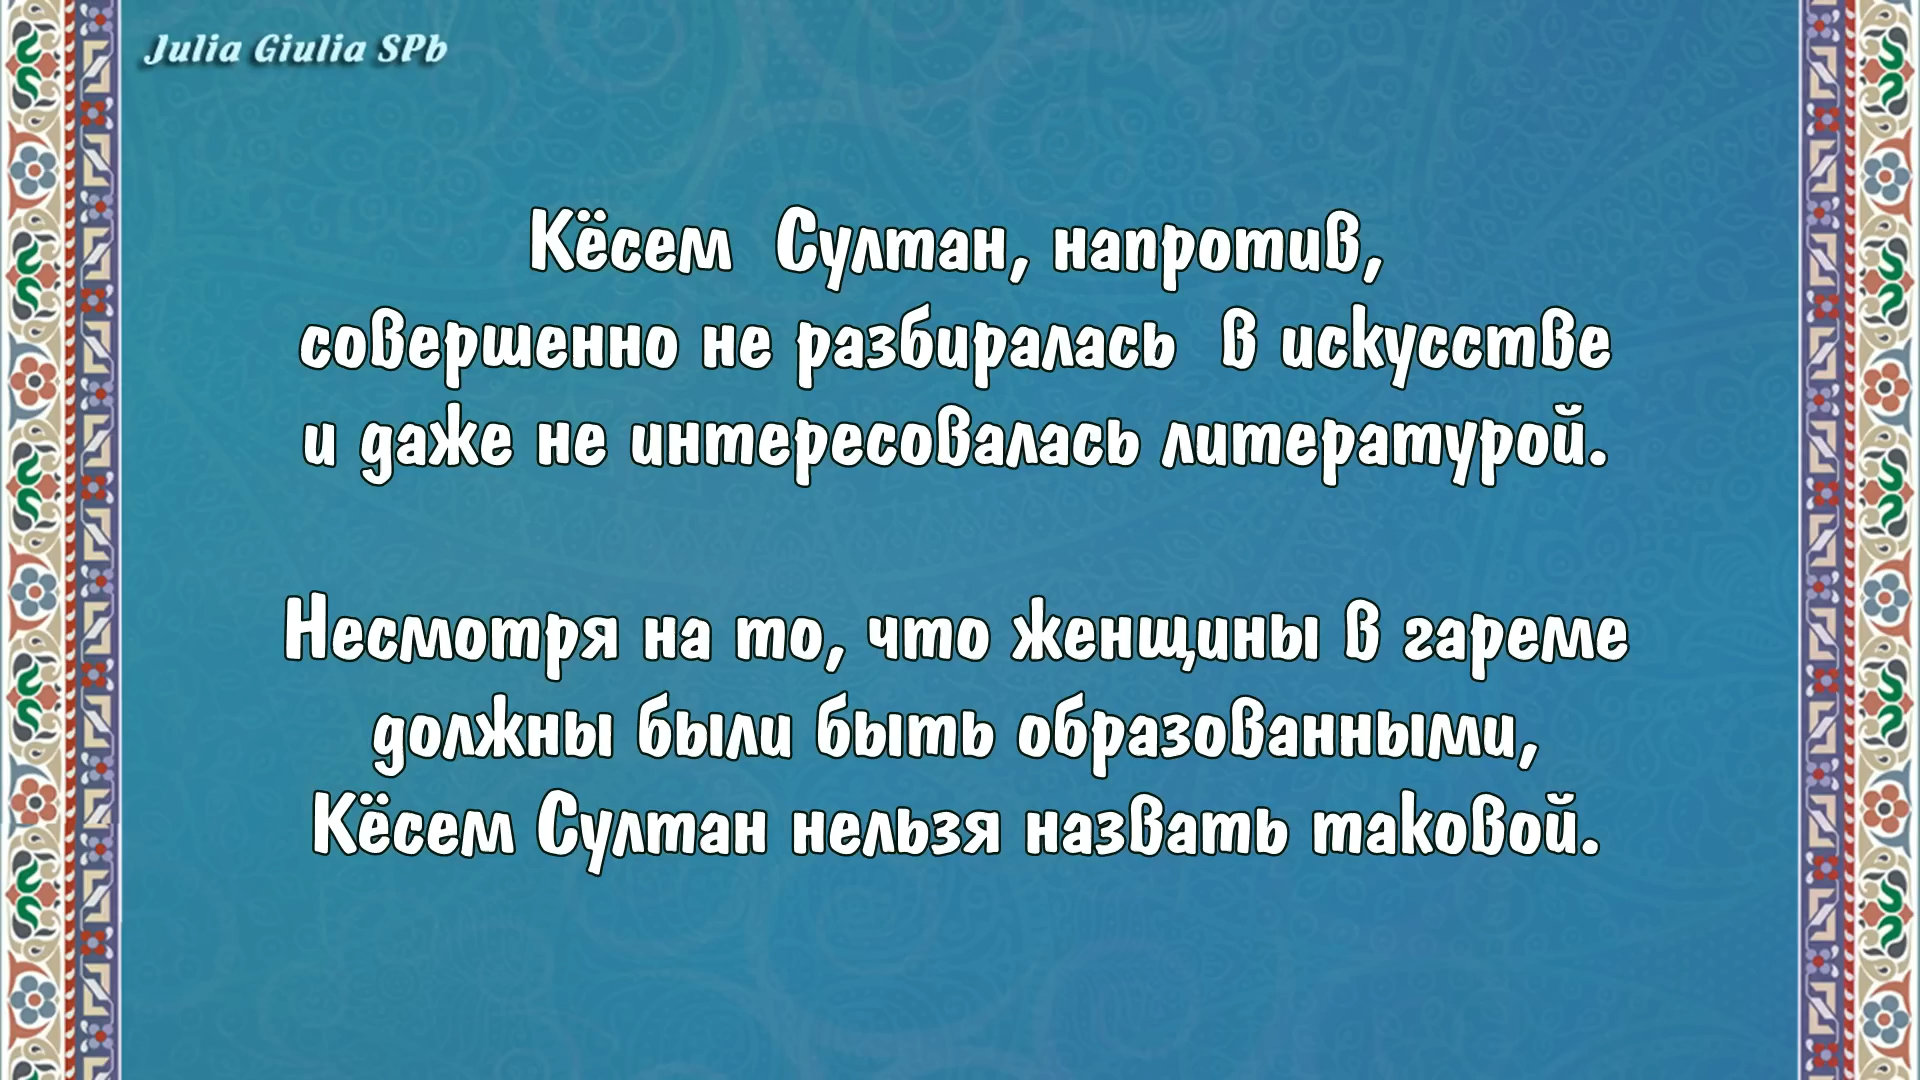 Julia Giulia SPb
Кёсем Султан, напротив,
совершенно не разбиралась в искусстве
и даже не интересовалась литературой.
Несмотря на то, что женщины в гареме
должны были быть образованными,
Кёсем Султан нельзя назвать таковой.